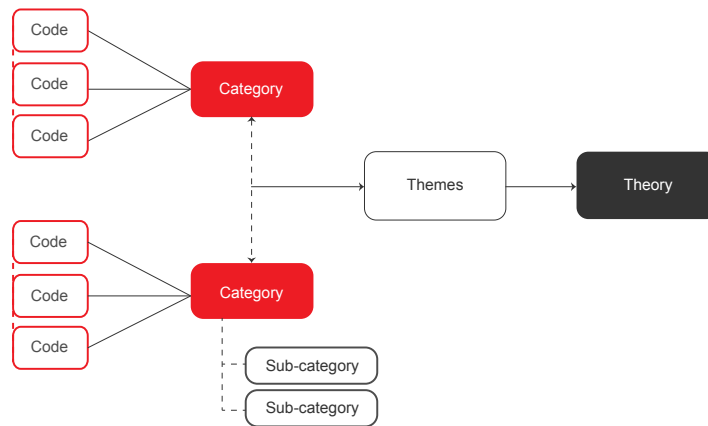 Code
Code
Category
Code
Themes
Theory
Code
Code
Category
Code
Sub-category
Sub-category